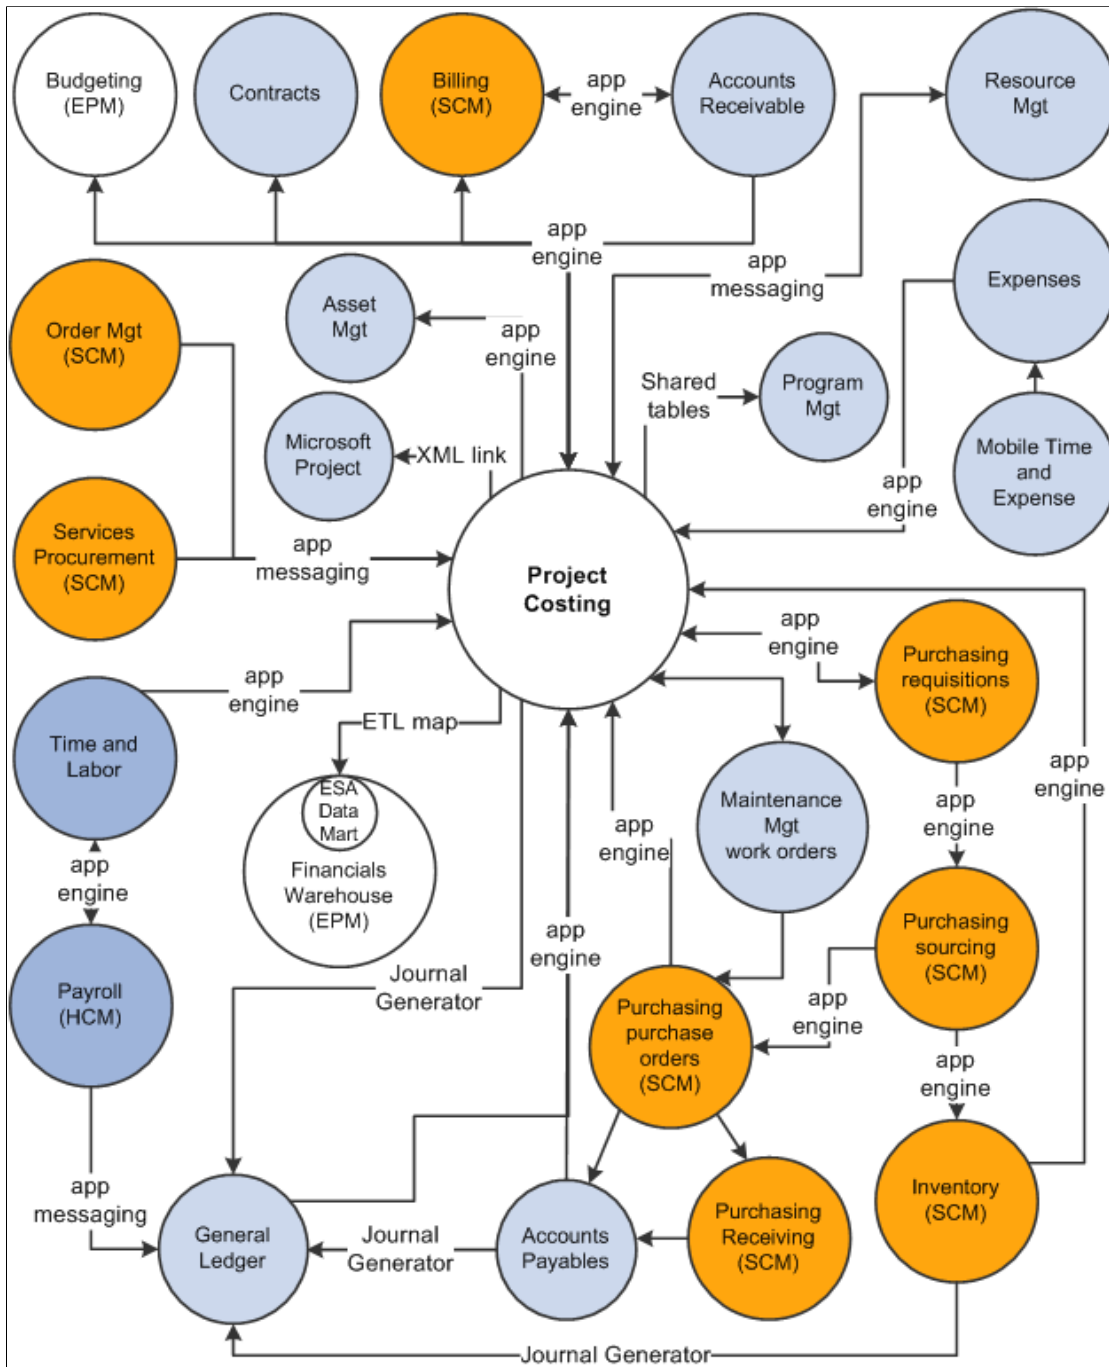 Budgeting
(EPM)
Contracts
Billing
(SCM)
app
engine
Accounts
Receivable
Resource
Mgt
app
engine
app
messaging
Expenses
Asset
Mgt
app
engine
Order Mgt
(SCM)
Shared
tables
Program
Mgt
Microsoft
Project
XML link
Mobile Time
and
Expense
app
engine
Services
Procurement
(SCM)
app
messaging
Project
Costing
app
engine
Purchasing
requisitions
(SCM)
app
engine
ETL map
Time and
Labor
ESA
Data
Mart
Financials
Warehouse
(EPM)
app
engine
Maintenance
Mgt
work orders
app
engine
app
engine
app
engine
Purchasing
sourcing
(SCM)
app
engine
Payroll
(HCM)
Journal
Generator
app
engine
Purchasing
purchase
orders
(SCM)
app
engine
app
messaging
General
Ledger
Journal
Generator
Accounts
Payables
Purchasing
Receiving
(SCM)
Inventory
(SCM)
Journal Generator